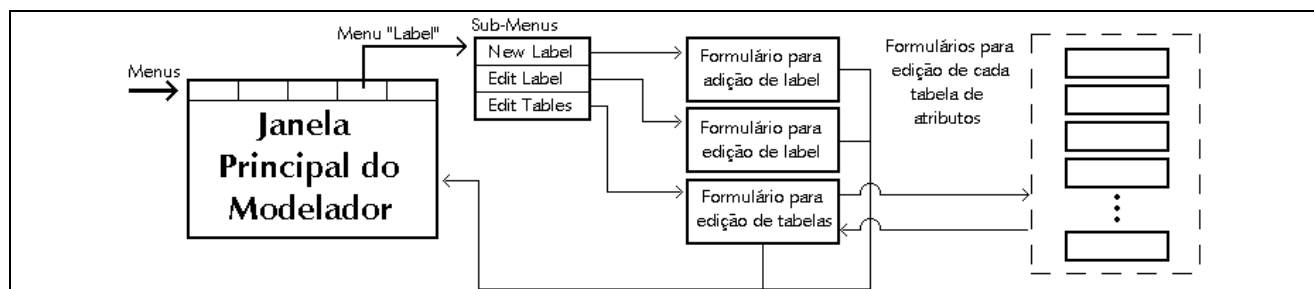 Menus
Janela
Principal do
Modelador
Menu "Label"
Sub-Menus
New Label
Edit Label
Edit Tables
Formulário para
adição de label
Formulário para
edição de label
Formulário para
edição de tabelas
Formulários para
edição de cada
tabela de
atributos